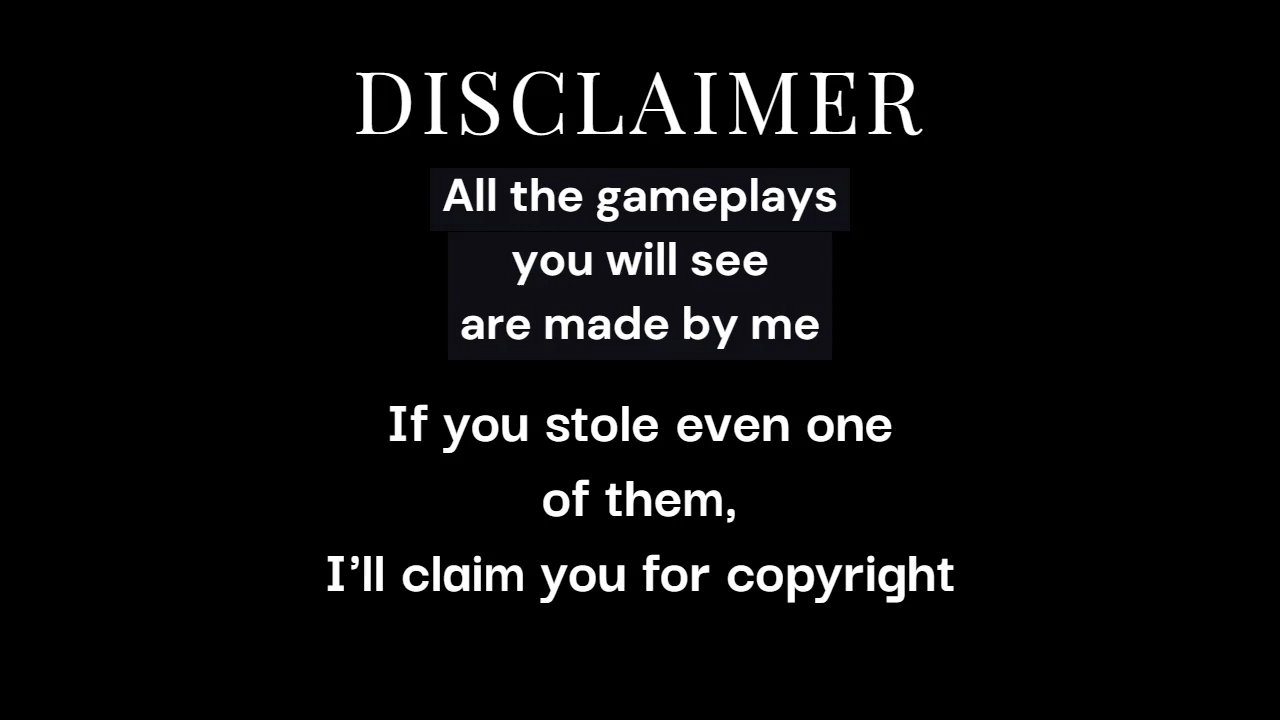 DISCLAIMER
All the gameplays
you will see
are made by me
If you stole even one
of them,
I’ll claim you for copyright